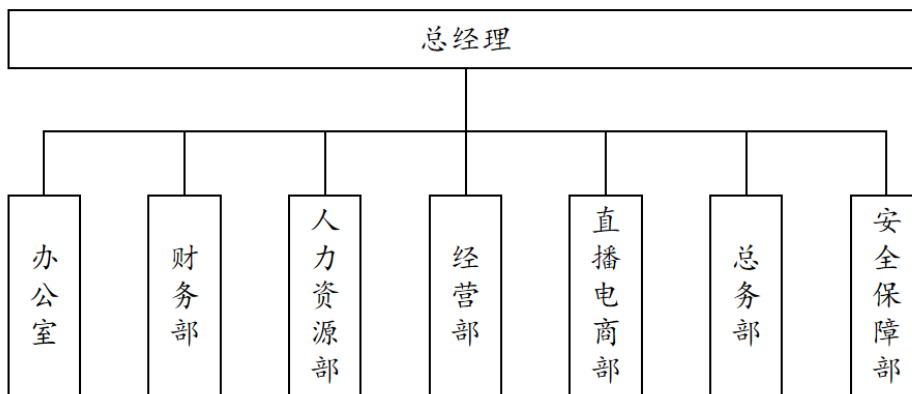 总经理
办公室
财务部
人力资源部
经营部
直播电商部
总务部
安全保障部